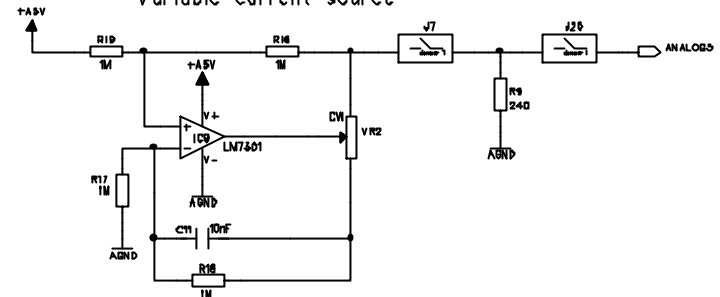 Variable Current Source
+A5V
R19
1M
R16
1M
J7
J25
ANALOG5
+A5V
V+
IC9
LM7301
V-
AGND
CW
VR2
R9
240
AGND
R17
1M
AGND
C11
10nF
R18
1M